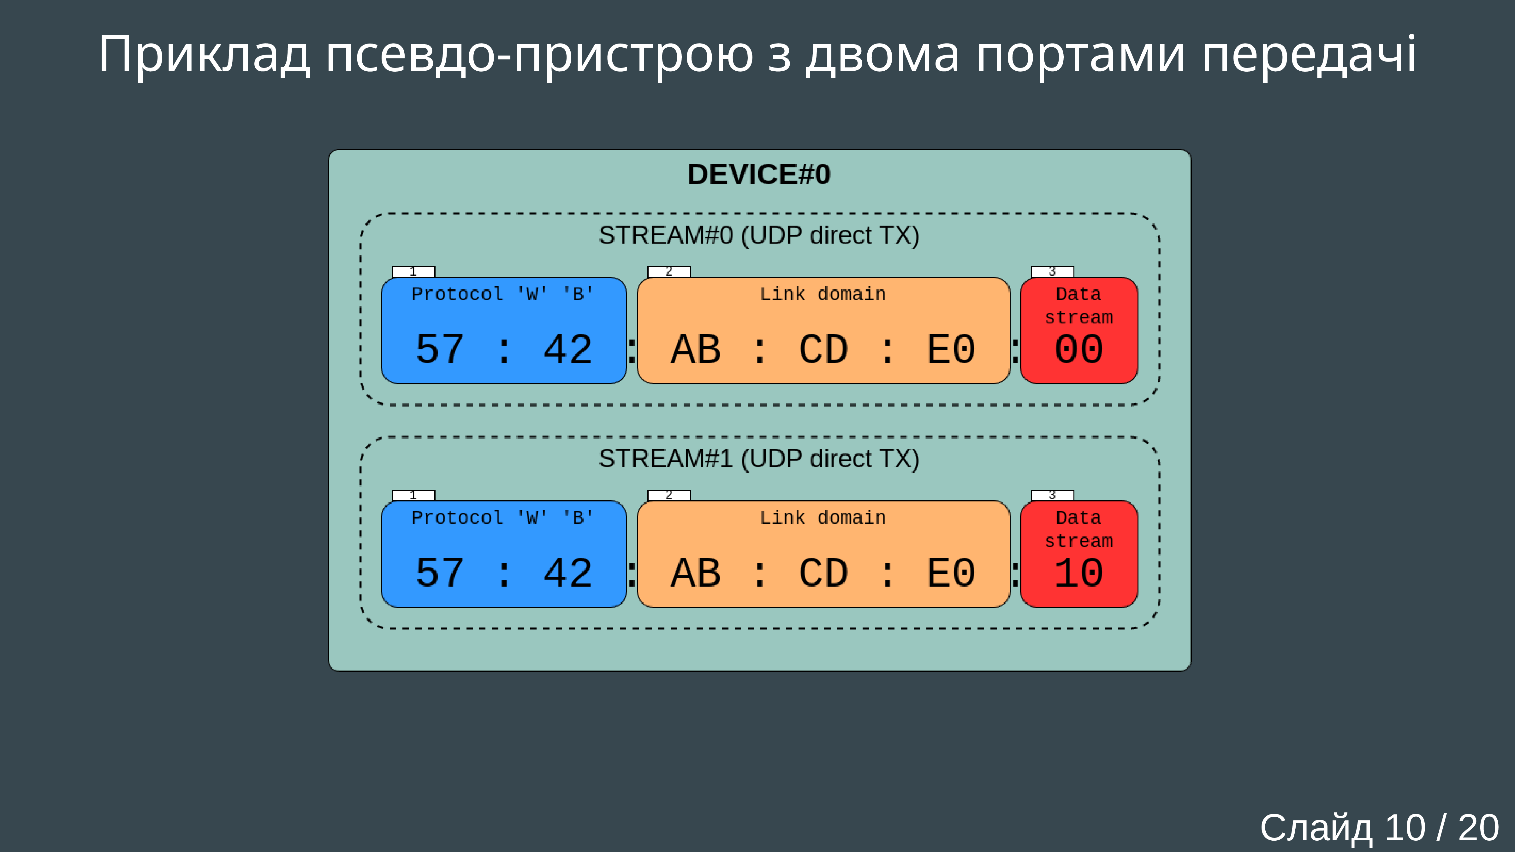 Приклад псевдо-пристрою з двома портами передачі
DEVICE#0
STREAM#0 (UDP direct TX)
1 2 3
Protocol 'W' 'B' Link domain Data
stream
57 : 42 : AB : CD : E0 : 00
STREAM#1 (UDP direct TX)
1 2 3
Protocol 'W' 'B' Link domain Data
stream
57 : 42 : AB : CD : E0 : 10
Слайд 10 / 20